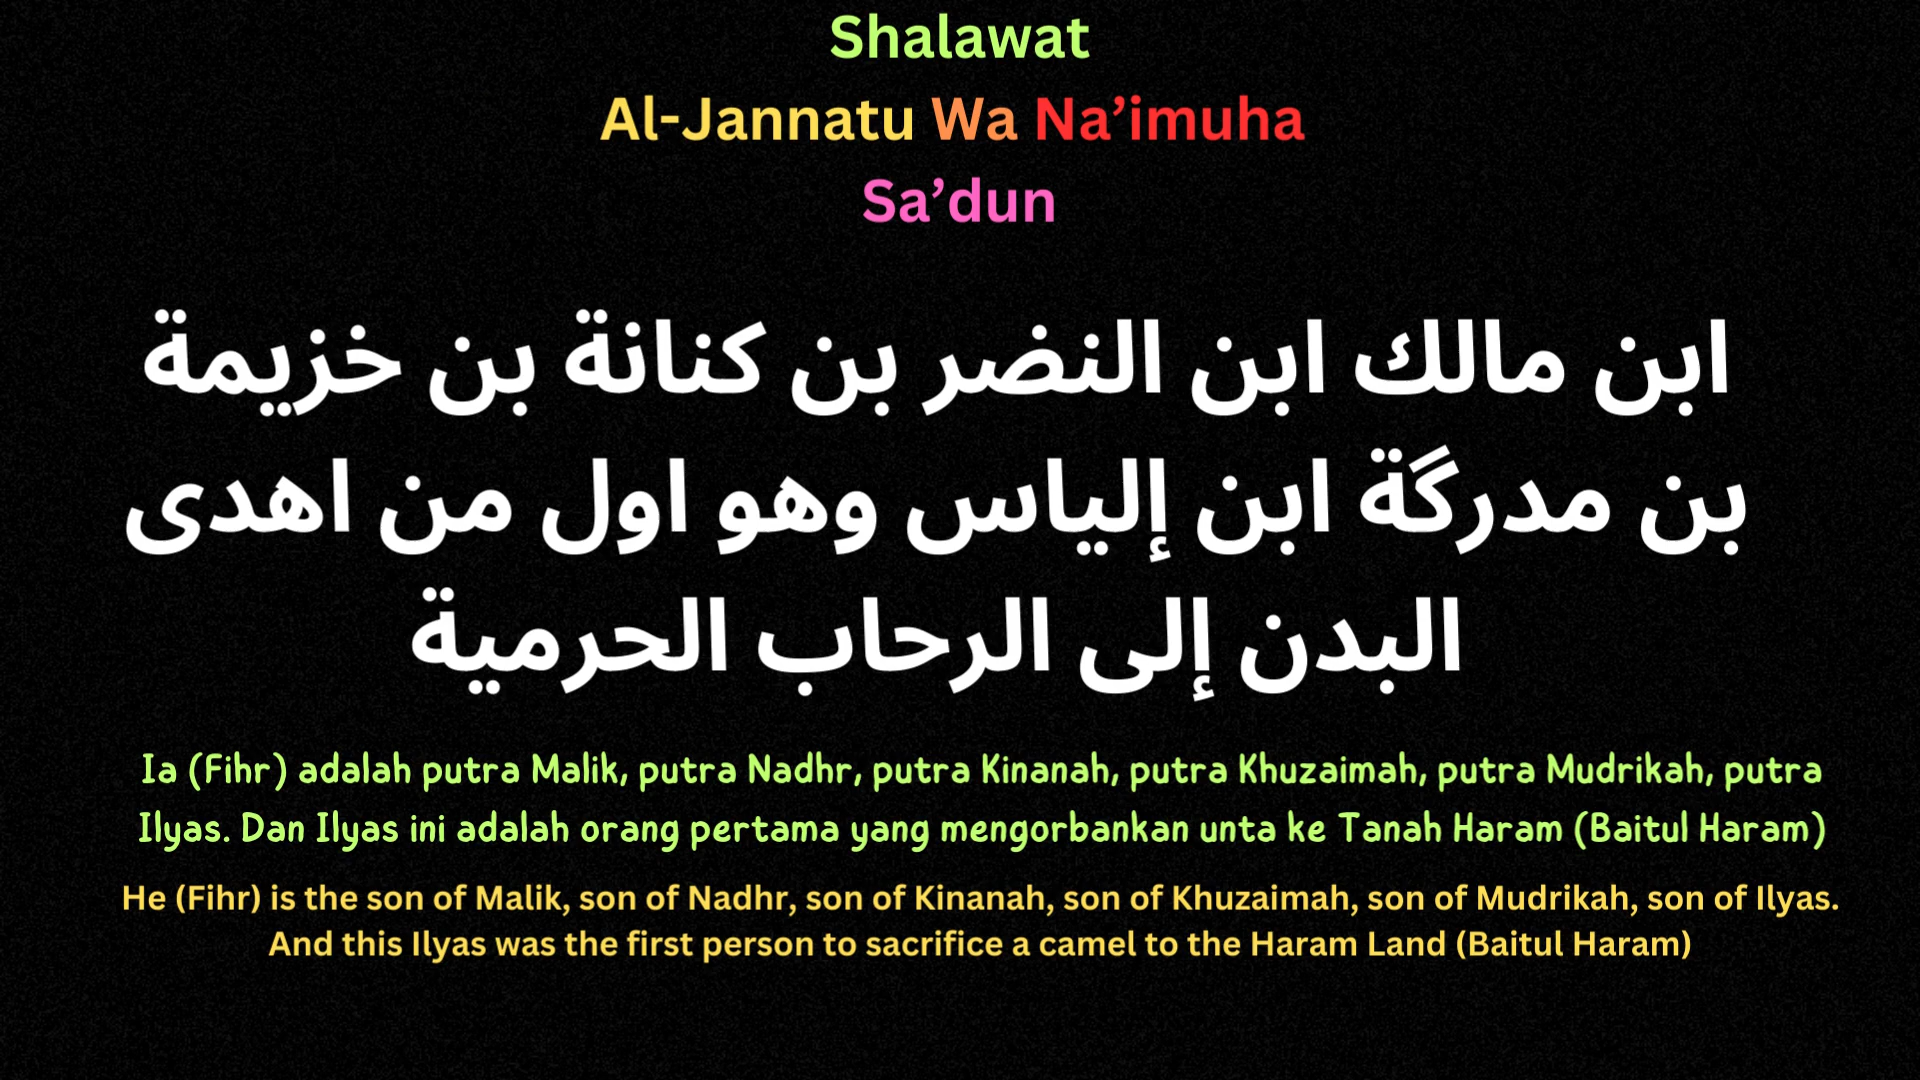 Shalawat
Al-Jannatu Wa Na’imuha
Sa’dun
ابن مالك ابن النضر بن كنانة بن خزيمة
بن مدرگة ابن إلياس وهو اول من اهدى
البدن إلى الرحاب الحرمية
Ia (Fihr) adalah putra Malik, putra Nadhr, putra Kinanah, putra Khuzaimah, putra Mudrikah, putra
Ilyas. Dan Ilyas ini adalah orang pertama yang mengorbankan unta ke Tanah Haram (Baitul Haram)
He (Fihr) is the son of Malik, son of Nadhr, son of Kinanah, son of Khuzaimah, son of Mudrikah, son of Ilyas.
And this Ilyas was the first person to sacrifice a camel to the Haram Land (Baitul Haram)